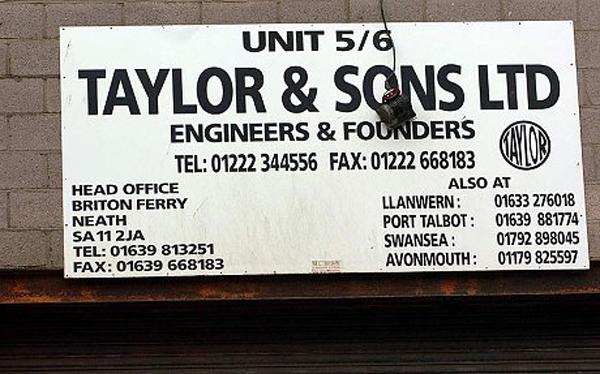 UNIT 5/6
TAYLOR & SONS LTD
ENGINEERS & FOUNDERS
TEL: 01222 344556 FAX: 01222 668183
TAYLOR
HEAD OFFICE
BRITON FERRY
NEATH
SA11 2JA
TEL: 01639 813251
FAX: 01639 668183
ALSO AT
LLANWERN: 01633 276018
PORT TALBOT: 01639 881774
SWANSEA: 01792 898045
AVONMOUTH: 01179 825597